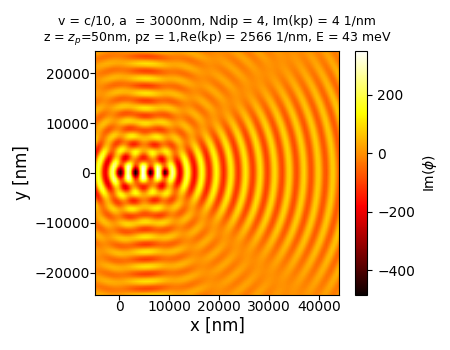 v = c/10, a  = 3000nm, Ndip = 4, Im(kp) = 4 1/nm
z = z_p=50nm, pz = 1,Re(kp) = 2566 1/nm, E = 43 meV
20000
10000
0
−10000
−20000
y [nm]
0 10000 20000 30000 40000
x [nm]
200
0
−200
−400
Im(ϕ)